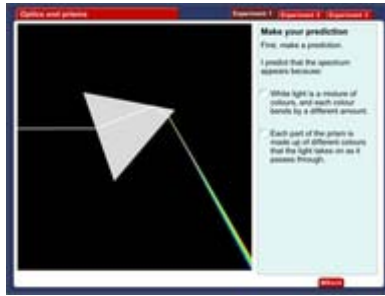 Optics and prisms
Experiment 1 Experiment 2 Experiment 3
Make your prediction
First, make a prediction.
I predict that the spectrum
appears because:
White light is a mixture of
colours, and each colour
bends by a different amount.
Each part of the prism is
made up of different colours
that the light takes on as it
passes through.